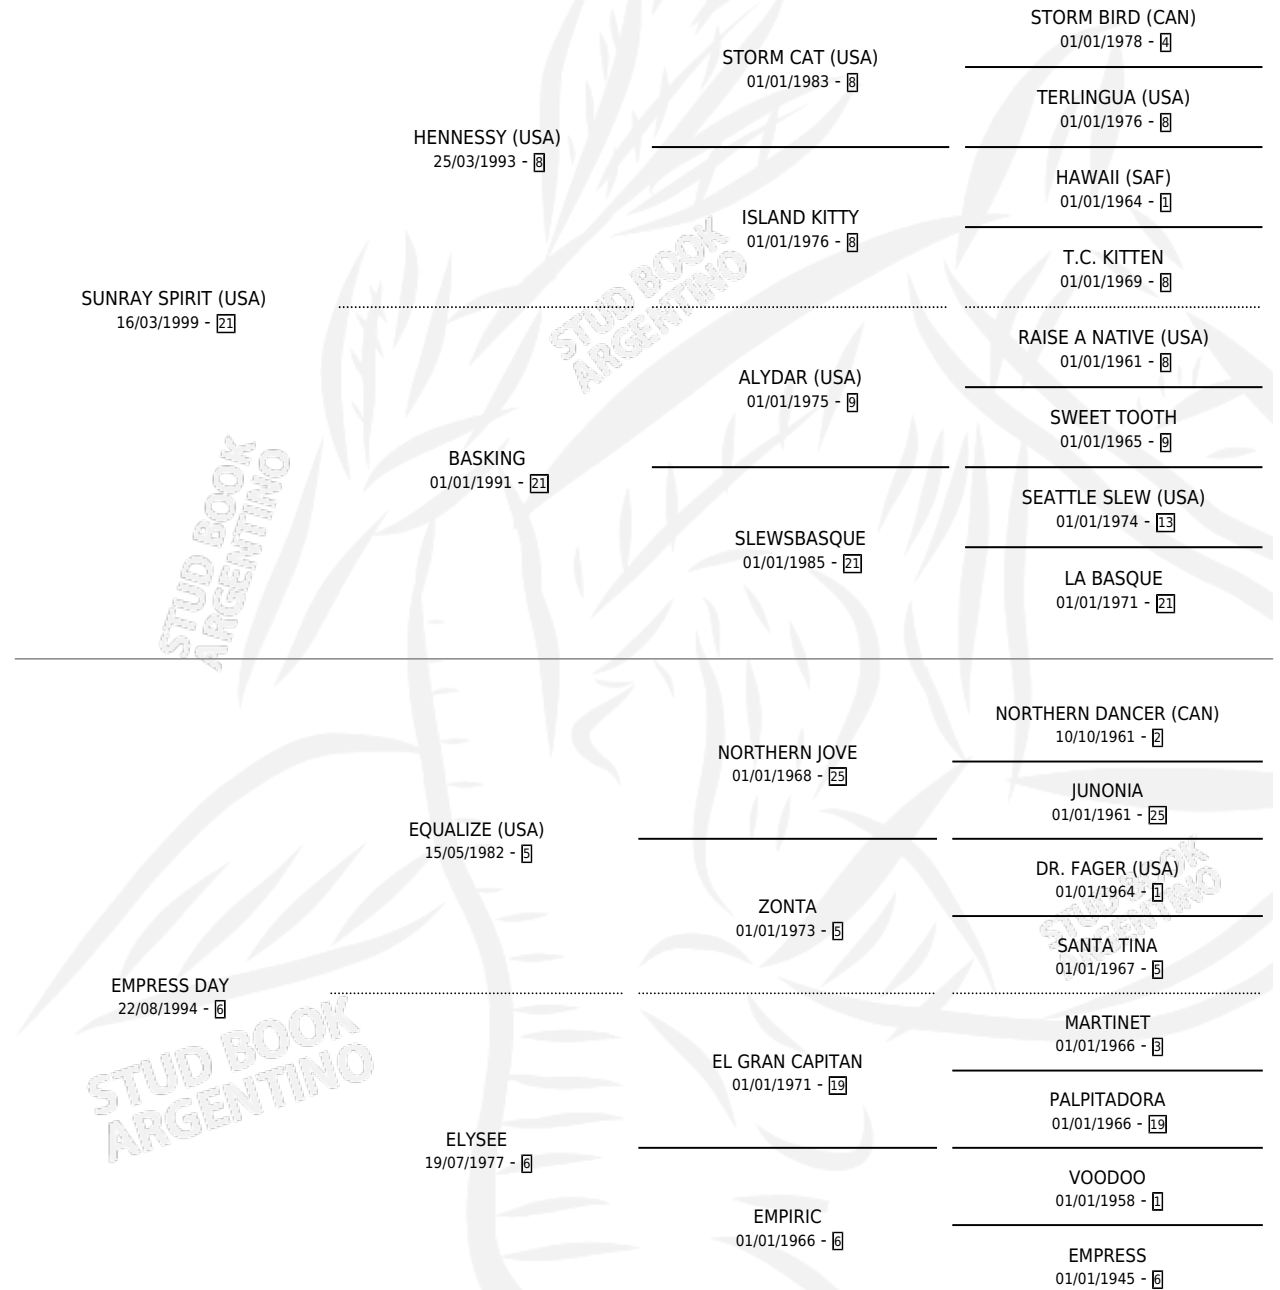 STORM BIRD (CAN)
01/01/1978 - 4
STORM CAT (USA)
01/01/1983 - 8
TERLINGUA (USA)
01/01/1976 - 8
HENNESSY (USA)
25/03/1993 - 8
HAWAII (SAF)
01/01/1964 - 1
ISLAND KITTY
01/01/1976 - 8
T.C. KITTEN
01/01/1969 - 8
SUNRAY SPIRIT (USA)
16/03/1999 - 21
RAISE A NATIVE (USA)
01/01/1961 - 8
ALYDAR (USA)
01/01/1975 - 9
SWEET TOOTH
01/01/1965 - 9
BASKING
01/01/1991 - 21
SEATTLE SLEW (USA)
01/01/1974 - 13
SLEWSBASQUE
01/01/1985 - 21
LA BASQUE
01/01/1971 - 21
NORTHERN DANCER (CAN)
10/10/1961 - 2
NORTHERN JOVE
01/01/1968 - 25
JUNONIA
01/01/1961 - 25
EQUALIZE (USA)
15/05/1982 - 5
DR. FAGER (USA)
01/01/1964 - 1
ZONTA
01/01/1973 - 5
SANTA TINA
01/01/1967 - 5
EMPRESS DAY
22/08/1994 - 6
MARTINET
01/01/1966 - 3
EL GRAN CAPITAN
01/01/1971 - 19
PALPITADORA
01/01/1966 - 19
ELYSEE
19/07/1977 - 6
VOODOO
01/01/1958 - 1
EMPIRIC
01/01/1966 - 6
EMPRESS
01/01/1945 - 6
STUD BOOK
ARGENTINO
STUD BOOK
ARGENTINO
STUD BOOK
ARGENTINO
STUD BOOK
ARGENTINO